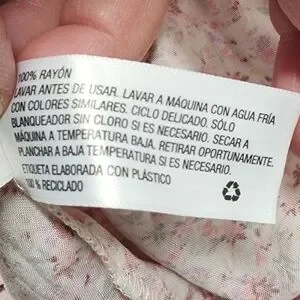 100% RAYÓN
LAVAR ANTES DE USAR. LAVAR A MÁQUINA CON AGUA FRÍA
CON COLORES SIMILARES. CICLO DELICADO. SÓLO
BLANQUEADOR SIN CLORO SI ES NECESARIO. SECAR A
MÁQUINA A TEMPERATURA BAJA. RETIRAR OPORTUNAMENTE.
PLANCHAR A BAJA TEMPERATURA SI ES NECESARIO.
ETIQUETA ELABORADA CON PLÁSTICO
100 % RECICLADO